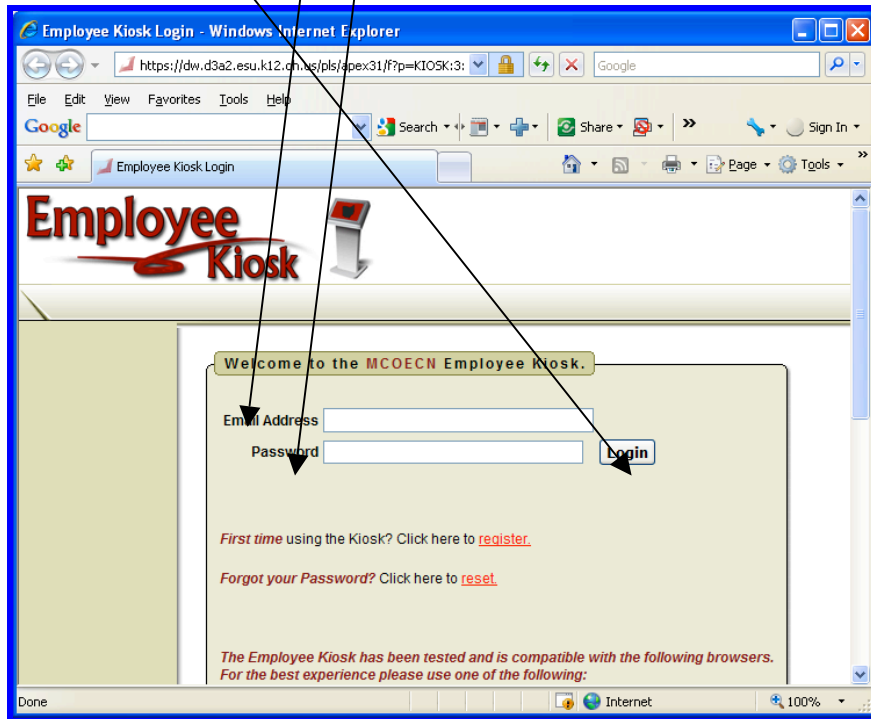 Employee Kiosk Login - Windows Internet Explorer
https://dw.d3a2.esu.k12.oh.us/pls/apex31/f?p=KIOSK:3: Google
File Edit View Favorites Tools Help
Google Search Share » Sign In
Employee Kiosk Login Page Tools »
Employee
Kiosk
Welcome to the MCOECN Employee Kiosk.
Email Address
Password Login
First time using the Kiosk? Click here to register.
Forgot your Password? Click here to reset.
The Employee Kiosk has been tested and is compatible with the following browsers.
For the best experience please use one of the following:
Done Internet 100%